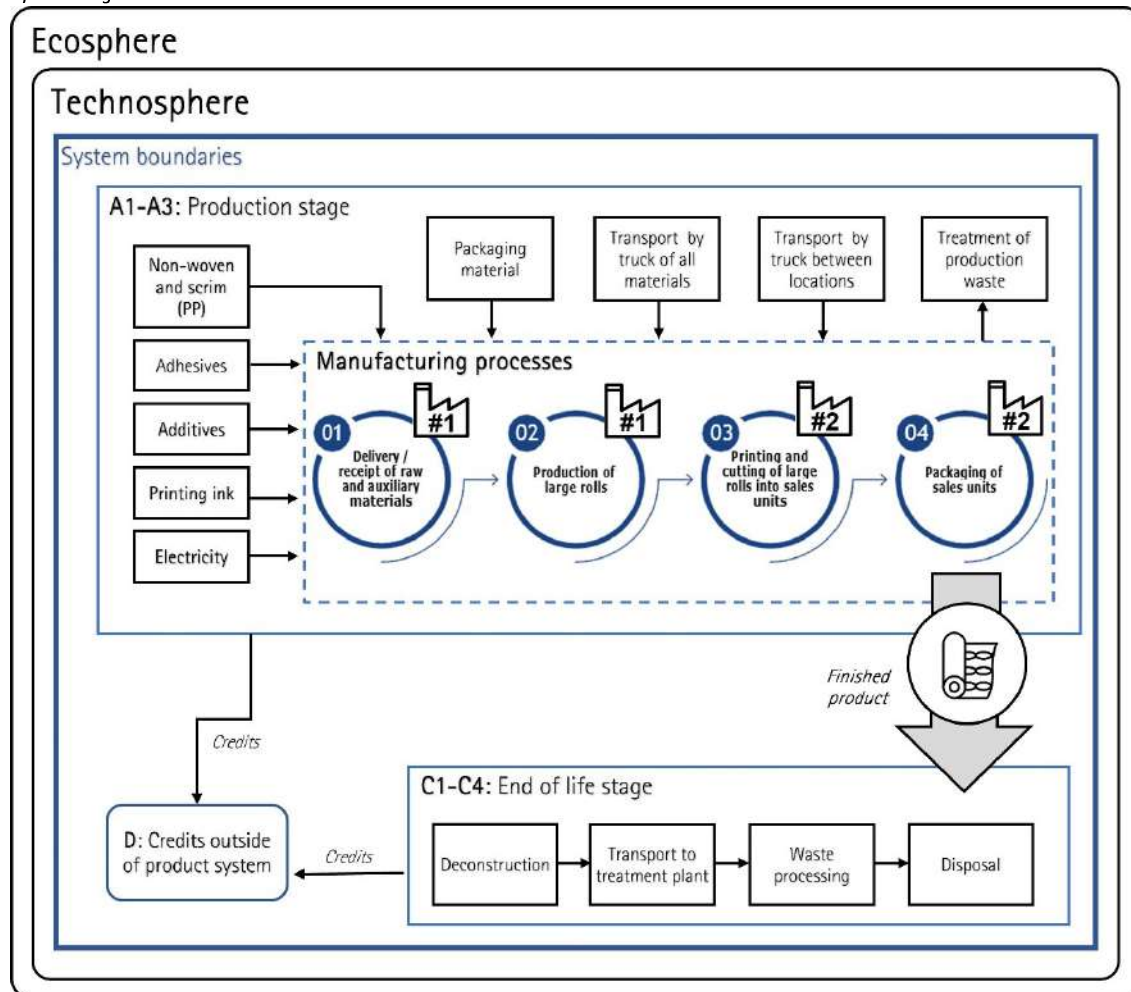 Ecosphere
Technosphere
System boundaries
A1-A3: Production stage
Non-woven
and scrim
(PP)
Packaging
material
Transport by
truck of all
materials
Transport by
truck between
locations
Treatment of
production
waste
Adhesives
Additives
Printing ink
Electricity
Manufacturing processes
01
#1
Delivery /
receipt of raw
and auxiliary
materials
02
#1
Production of
large rolls
03
#2
Printing and
cutting of large
rolls into sales
units
04
#2
Packaging of
sales units
Finished
product
Credits
D: Credits outside
of product system
Credits
C1-C4: End of life stage
Deconstruction
Transport to
treatment plant
Waste
processing
Disposal